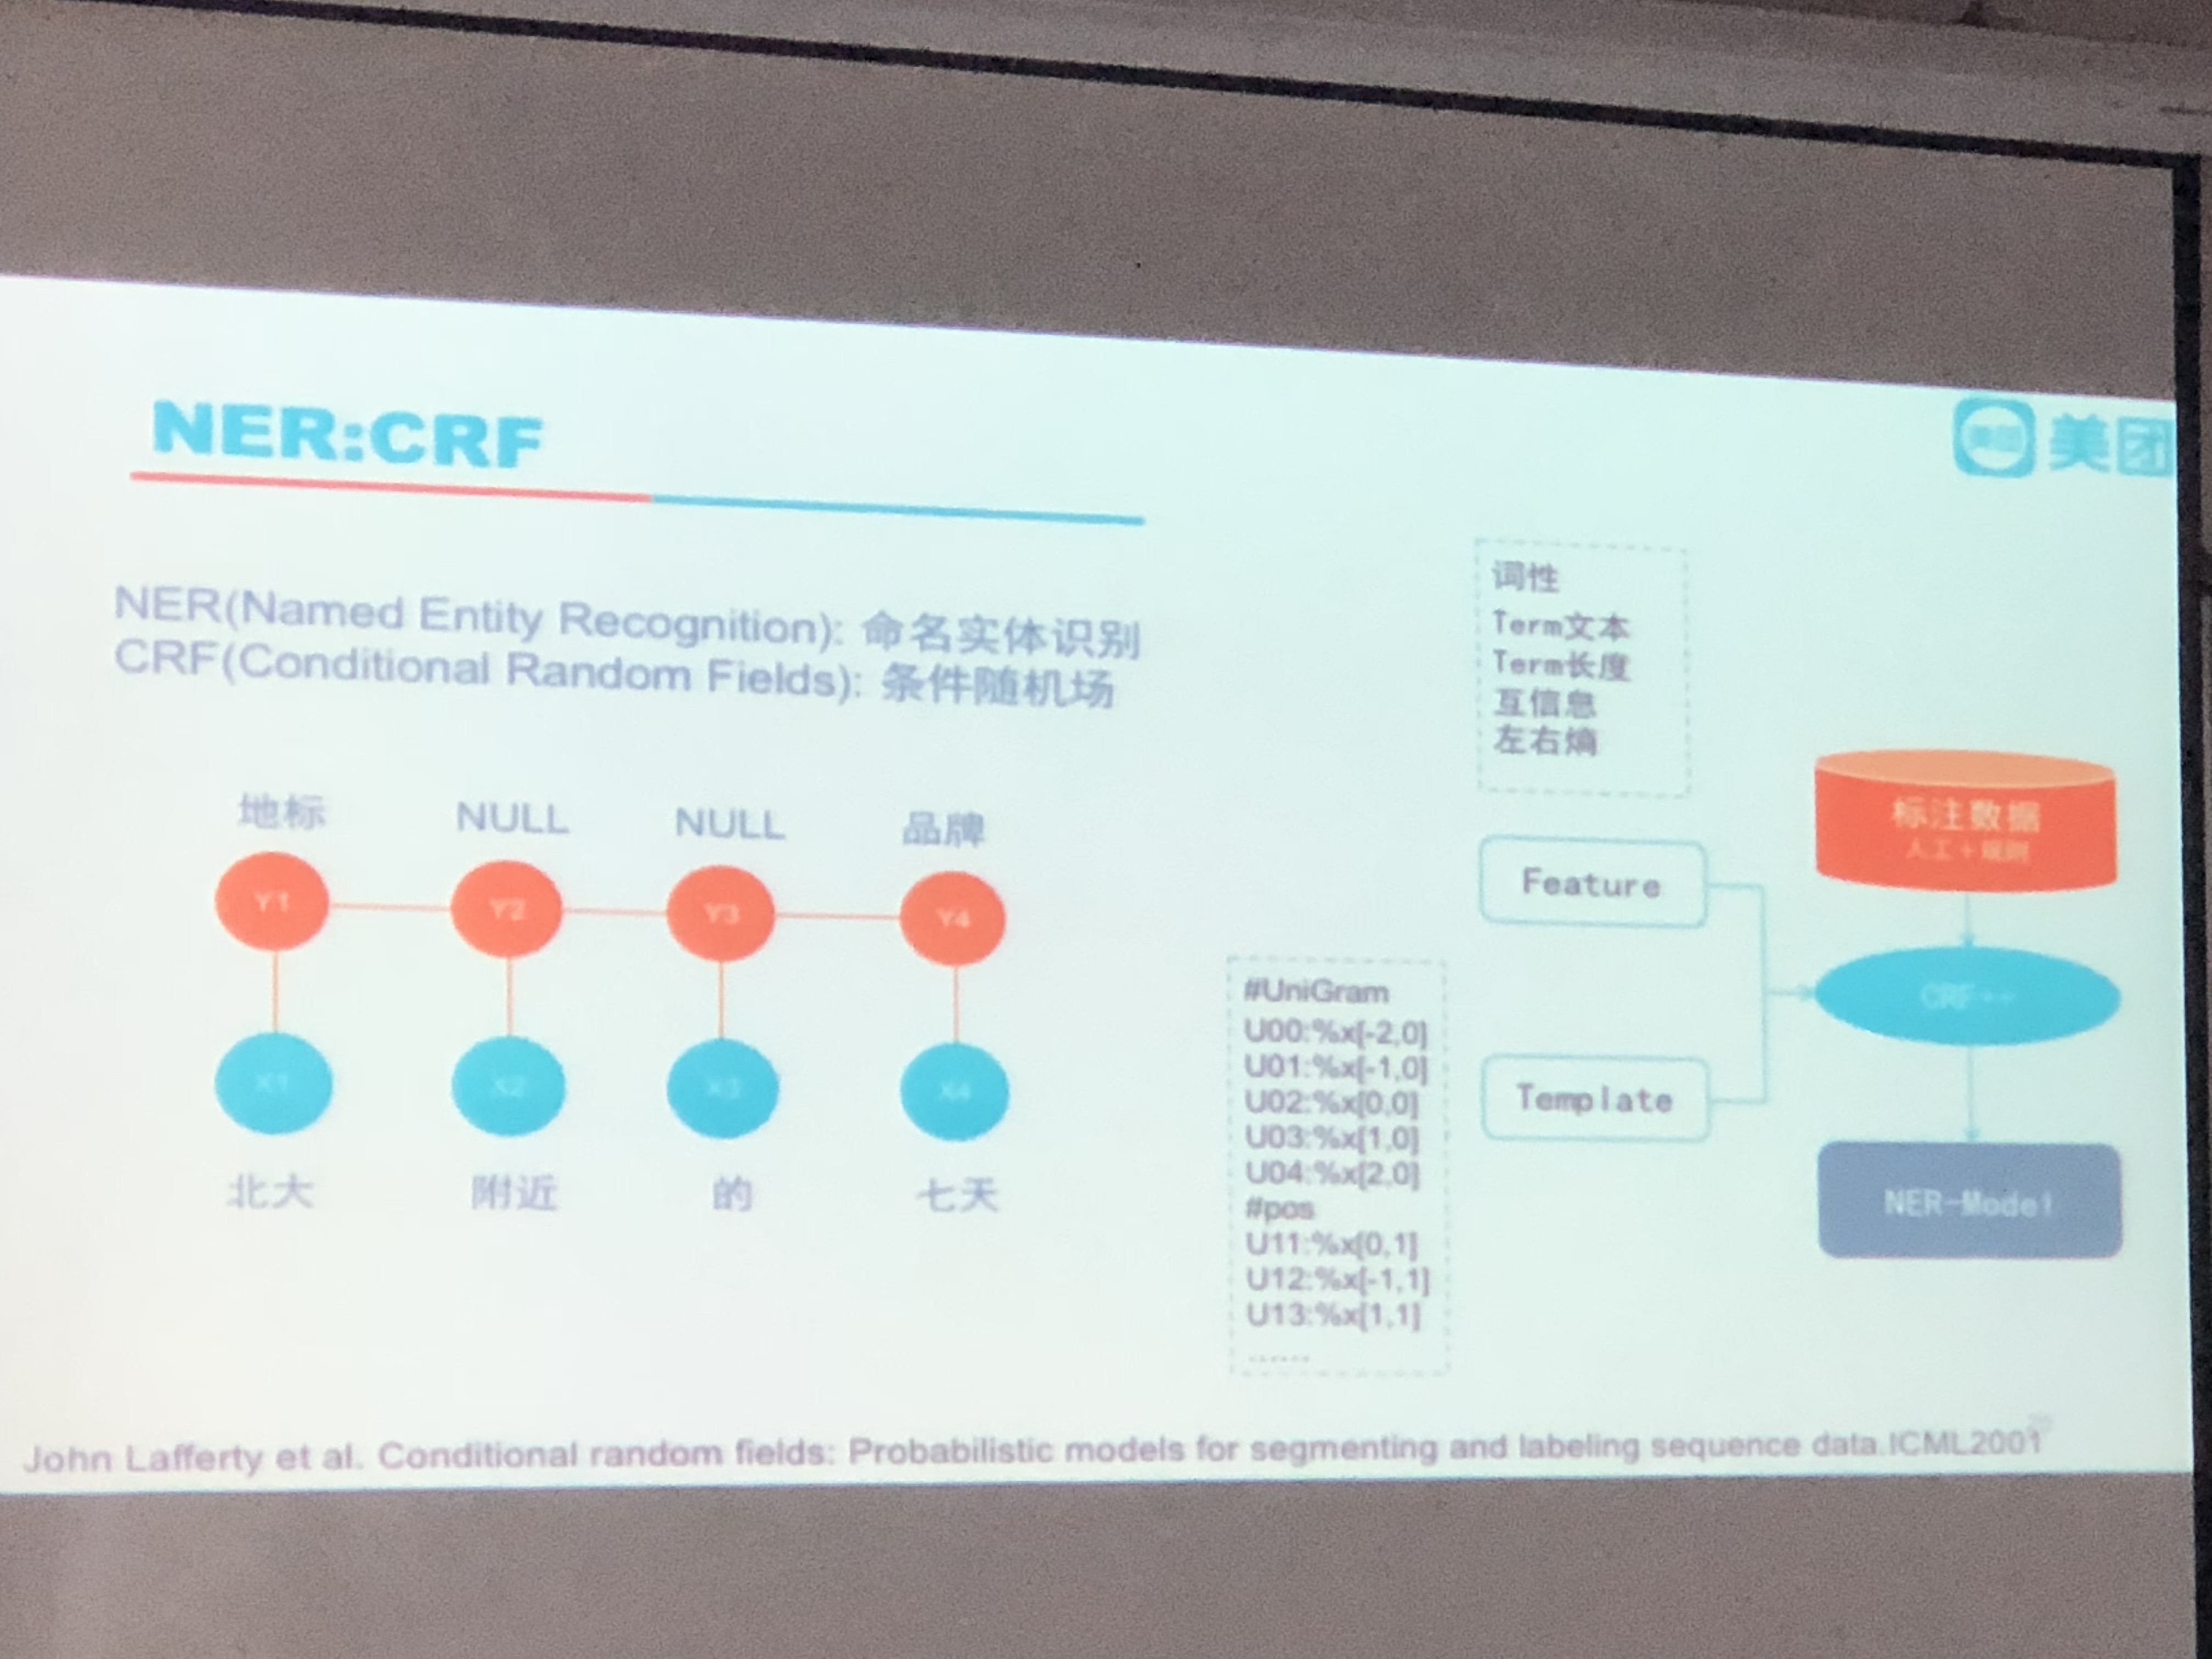 NER:CRF
美团
NER(Named Entity Recognition): 命名实体识别
CRF(Conditional Random Fields): 条件随机场
地标 NULL NULL 品牌
Y1 Y2 Y3 Y4
X1 X2 X3 X4
北大 附近 的 七天
词性
Term文本
Term长度
互信息
左右熵
Feature
Template
#UniGram
U00:%x[-2,0]
U01:%x[-1,0]
U02:%x[0,0]
U03:%x[1,0]
U04:%x[2,0]
#pos
U11:%x[0,1]
U12:%x[-1,1]
U13:%x[1,1]
......
标注数据
人工+规则
CRF++
NER-Model
John Lafferty et al. Conditional random fields: Probabilistic models for segmenting and labeling sequence data.ICML2001